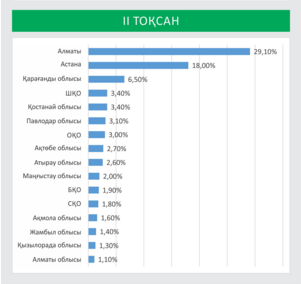 II ТОҚСАН
Алматы 29,10%
Астана 18,00%
Қарағанды облысы 6,50%
ШҚО 3,40%
Қостанай облысы 3,40%
Павлодар облысы 3,10%
ОҚО 3,00%
Ақтөбе облысы 2,70%
Атырау облысы 2,60%
Маңғыстау облысы 2,00%
БҚО 1,90%
СҚО 1,80%
Ақмола облысы 1,60%
Жамбыл облысы 1,40%
Қызылорада облысы 1,30%
Алматы облысы 1,10%